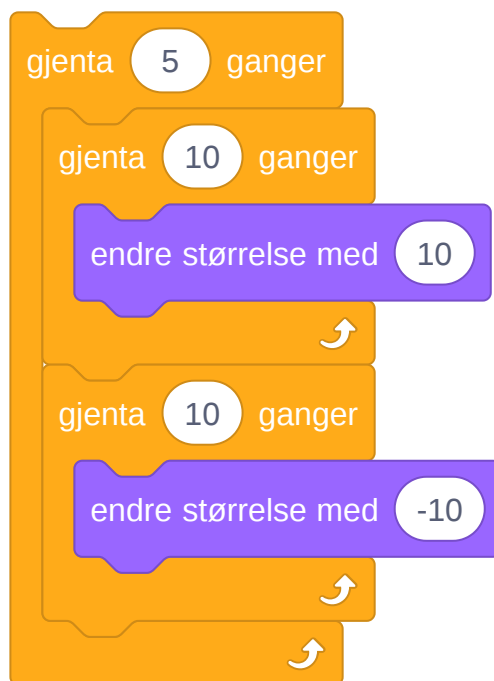 gjenta 5 ganger
gjenta 10 ganger
endre størrelse med 10
gjenta 10 ganger
endre størrelse med -10